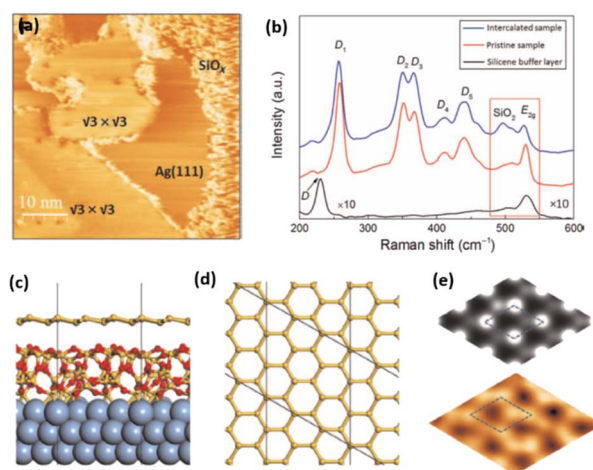 (a)
SiOₓ
√3 × √3
Ag(111)
10 nm
√3 × √3
(b)
Intercalated sample
Pristine sample
Silicene buffer layer
D₁
D₂ D₃
D₄
D₅
SiO₂
E₂g
D
×10
×10
Intensity (a.u.)
200 300 400 500 600
Raman shift (cm⁻¹)
(c)
(d)
(e)